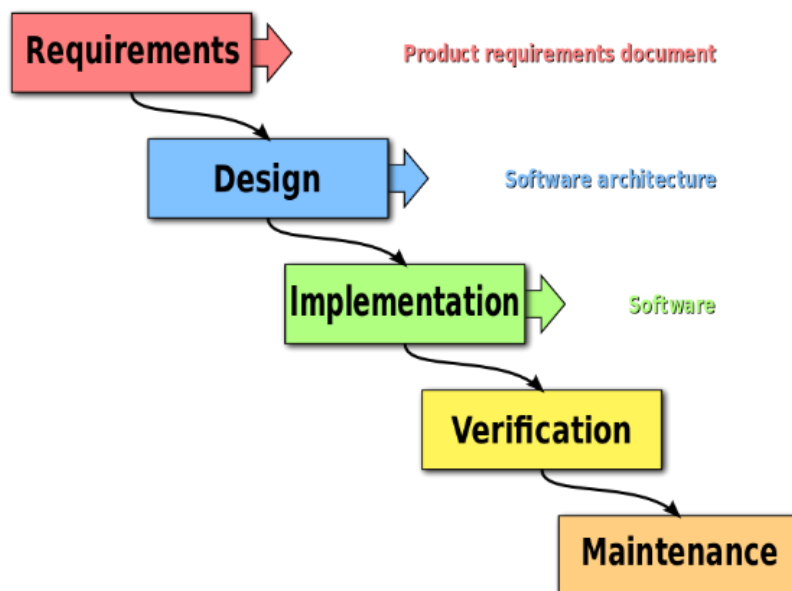 Requirements
Product requirements document
Design
Software architecture
Implementation
Software
Verification
Maintenance